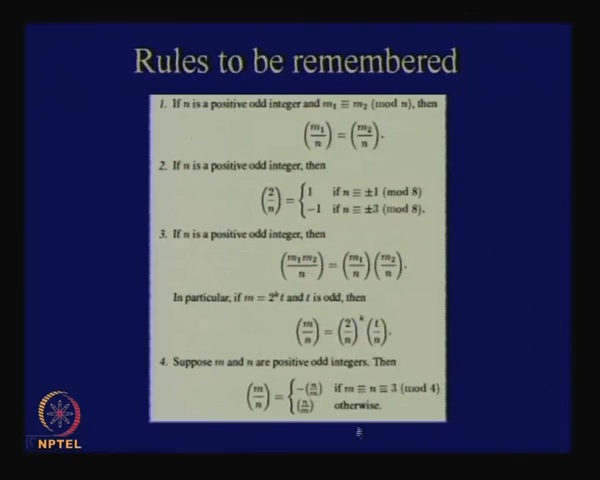 Rules to be remembered
1. If n is a positive odd integer and m₁ ≡ m₂ (mod n), then
(m₁/n) = (m₂/n).
2. If n is a positive odd integer, then
(2/n) = { 1 if n ≡ ±1 (mod 8)
−1 if n ≡ ±3 (mod 8).
3. If n is a positive odd integer, then
(m₁m₂/n) = (m₁/n) (m₂/n).
In particular, if m = 2ᵏt and t is odd, then
(m/n) = (2/n)ᵏ (t/n).
4. Suppose m and n are positive odd integers. Then
(m/n) = { −(n/m) if m ≡ n ≡ 3 (mod 4)
(n/m) otherwise.
NPTEL